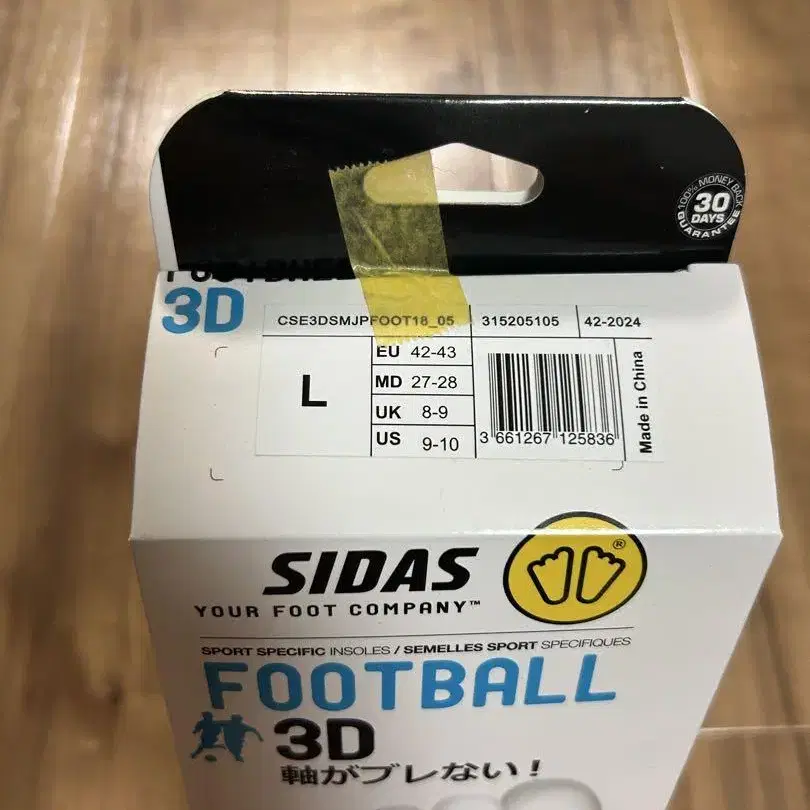 100% MONEY BACK
30
DAYS
GUARANTEE
3D
CSE3DSMJPFOOT18_05
315205105
42-2024
L
EU 42-43
MD 27-28
UK 8-9
US 9-10
3 661267 125836
Made in China
SIDAS
®
YOUR FOOT COMPANY™
SPORT SPECIFIC INSOLES / SEMELLES SPORT SPECIFIQUES
FOOTBALL
3D
軸がブレない!